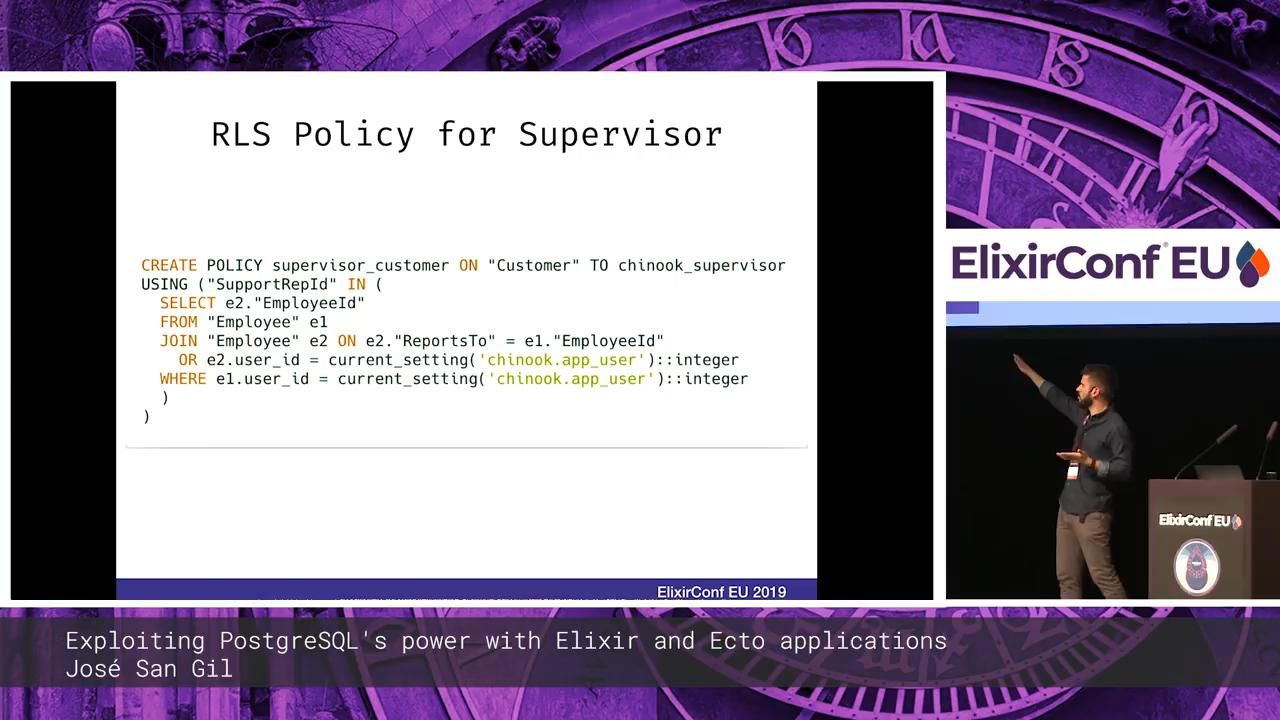 RLS Policy for Supervisor
CREATE POLICY supervisor_customer ON "Customer" TO chinook_supervisor
USING ("SupportRepId" IN (
SELECT e2."EmployeeId"
FROM "Employee" e1
JOIN "Employee" e2 ON e2."ReportsTo" = e1."EmployeeId"
OR e2.user_id = current_setting('chinook.app_user')::integer
WHERE e1.user_id = current_setting('chinook.app_user')::integer
)
)
ElixirConf EU 2019
ElixirConf® EU
ElixirConf EU
Exploiting PostgreSQL's power with Elixir and Ecto applications
José San Gil